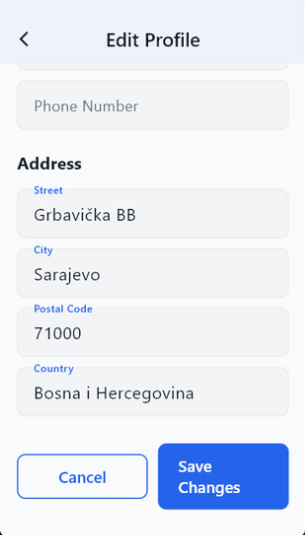 Edit Profile
Phone Number
Address
Street
Grbavička BB
City
Sarajevo
Postal Code
71000
Country
Bosna i Hercegovina
Cancel
Save
Changes